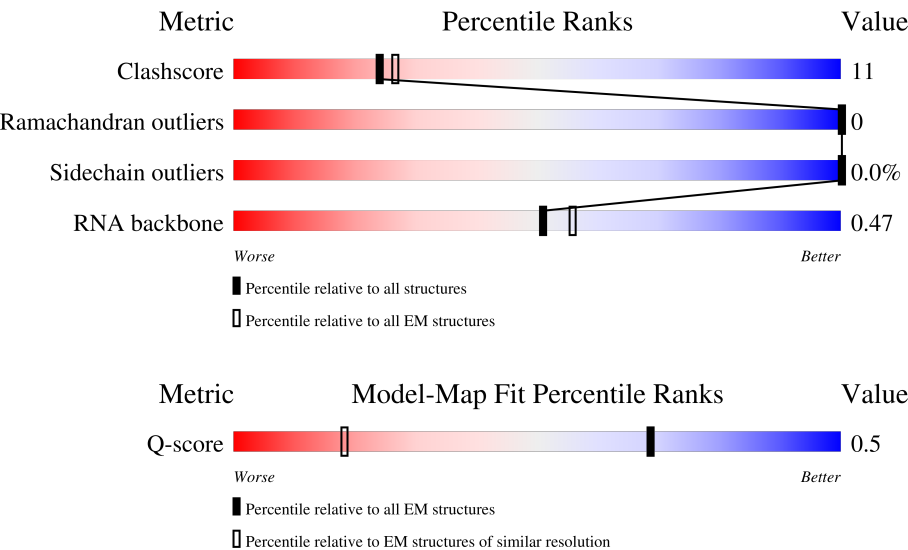 Metric Percentile Ranks Value
Clashscore 11
Ramachandran outliers 0
Sidechain outliers 0.0%
RNA backbone 0.47
Worse Better
Percentile relative to all structures
Percentile relative to all EM structures
Metric Model-Map Fit Percentile Ranks Value
Q-score 0.5
Worse Better
Percentile relative to all EM structures
Percentile relative to EM structures of similar resolution